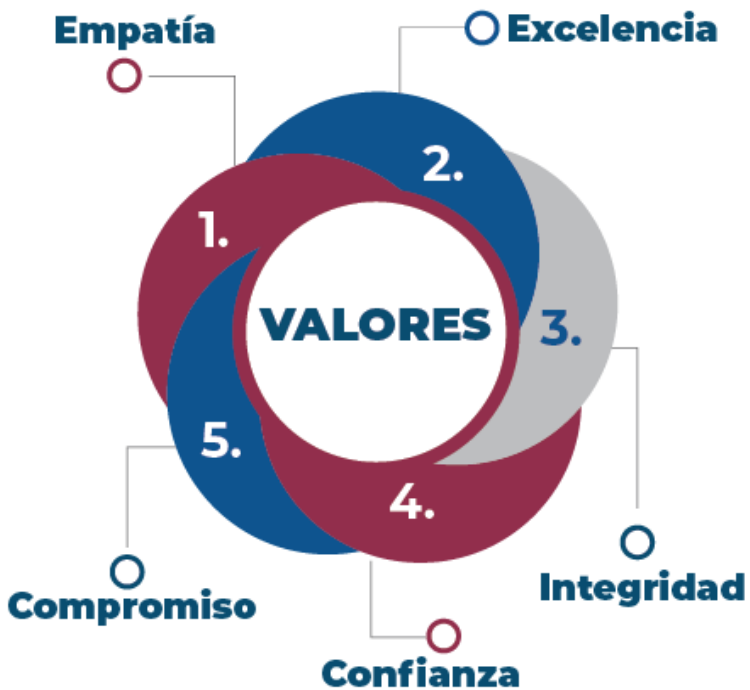 Empatía
Excelencia
1.
2.
VALORES
3.
5.
4.
Integridad
Compromiso
Confianza